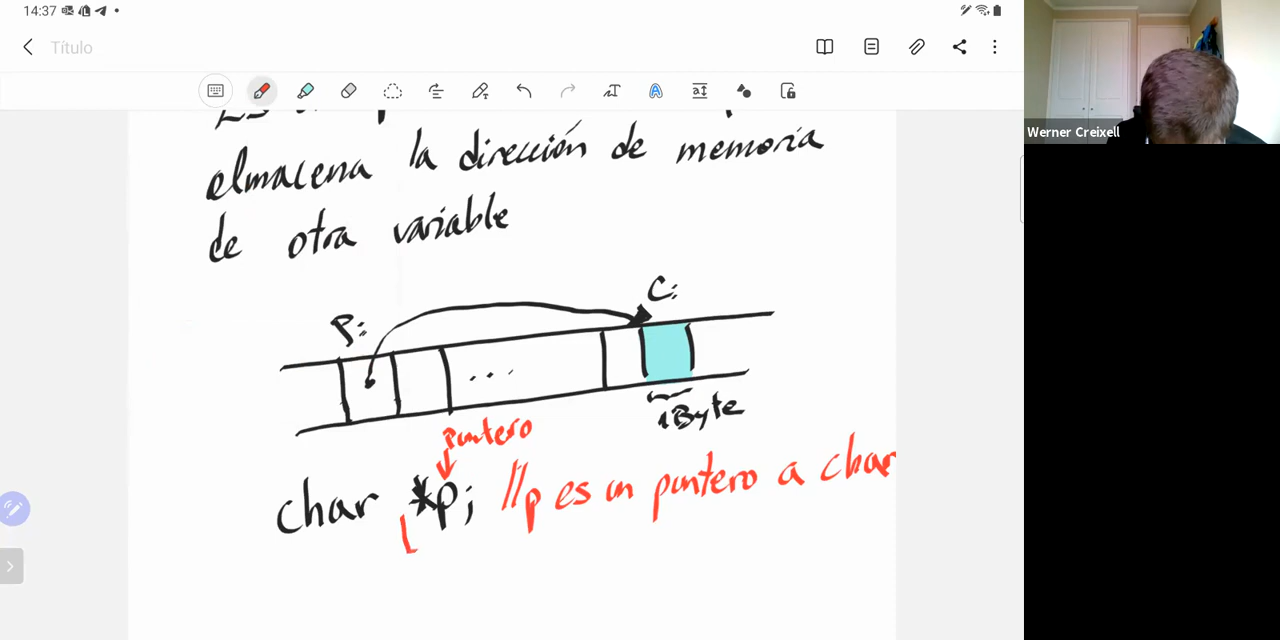 14:37
Título
Werner Creixell
Es
almacena la dirección de memoria
de otra variable
P:
C:
...
1Byte
puntero
char *p; //p es un puntero a char